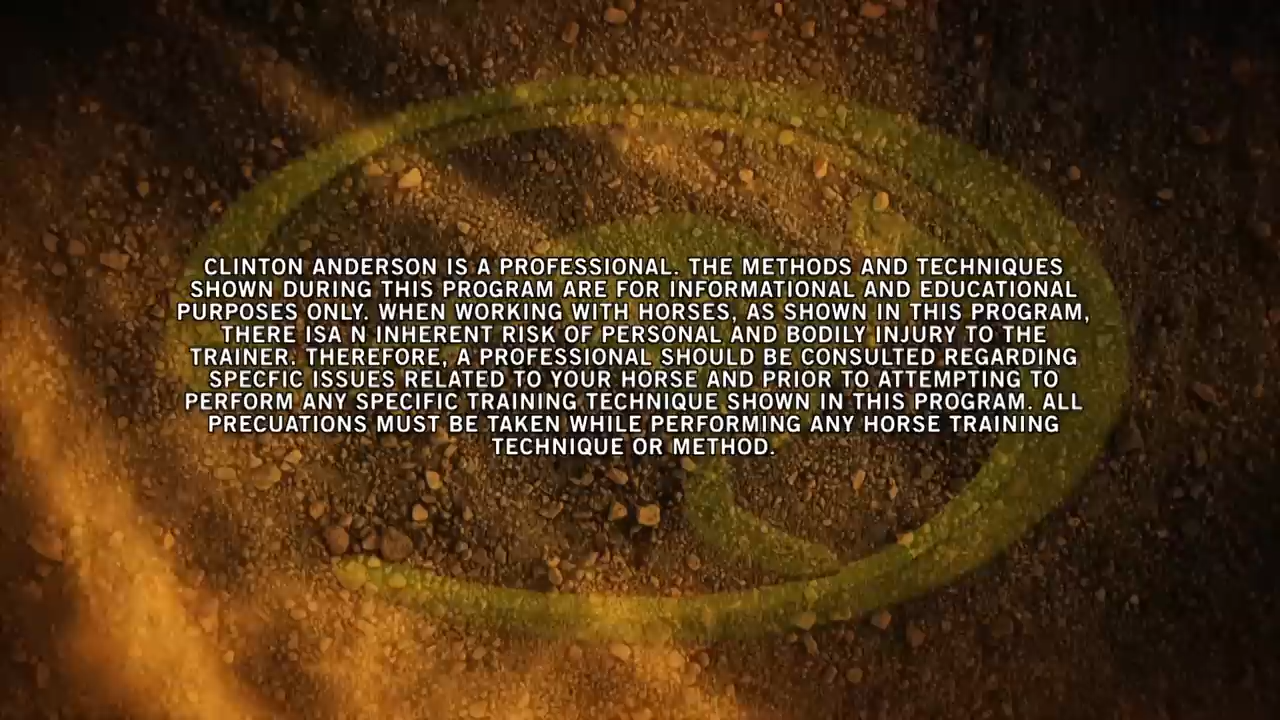 CLINTON ANDERSON IS A PROFESSIONAL. THE METHODS AND TECHNIQUES
SHOWN DURING THIS PROGRAM ARE FOR INFORMATIONAL AND EDUCATIONAL
PURPOSES ONLY. WHEN WORKING WITH HORSES, AS SHOWN IN THIS PROGRAM,
THERE ISA N INHERENT RISK OF PERSONAL AND BODILY INJURY TO THE
TRAINER. THEREFORE, A PROFESSIONAL SHOULD BE CONSULTED REGARDING
SPECFIC ISSUES RELATED TO YOUR HORSE AND PRIOR TO ATTEMPTING TO
PERFORM ANY SPECIFIC TRAINING TECHNIQUE SHOWN IN THIS PROGRAM. ALL
PRECUATIONS MUST BE TAKEN WHILE PERFORMING ANY HORSE TRAINING
TECHNIQUE OR METHOD.